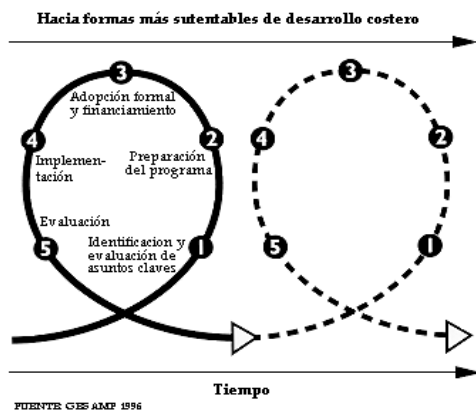 Hacia formas más sutentables de desarrollo costero
3
Adopción formal
y financiamiento
4
2
Implemen-
tación
Preparación
del programa
Evaluación
5
Identificacion y
evaluación de
asuntos claves
1
3
4
2
5
1
Tiempo
FUENTE GESAMP 1996